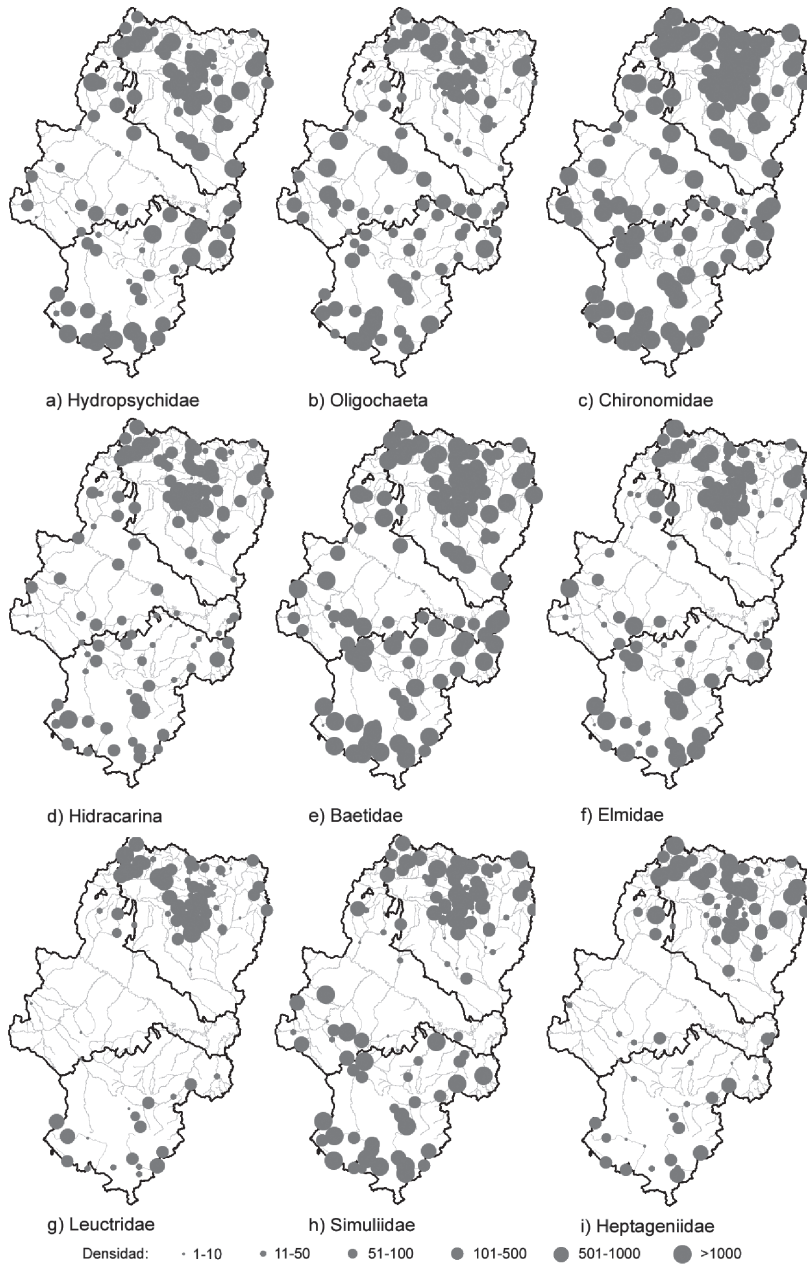 a) Hydropsychidae
b) Oligochaeta
c) Chironomidae
d) Hidracarina
e) Baetidae
f) Elmidae
g) Leuctridae
h) Simuliidae
i) Heptageniidae
Densidad: 1-10 11-50 51-100 101-500 501-1000 >1000